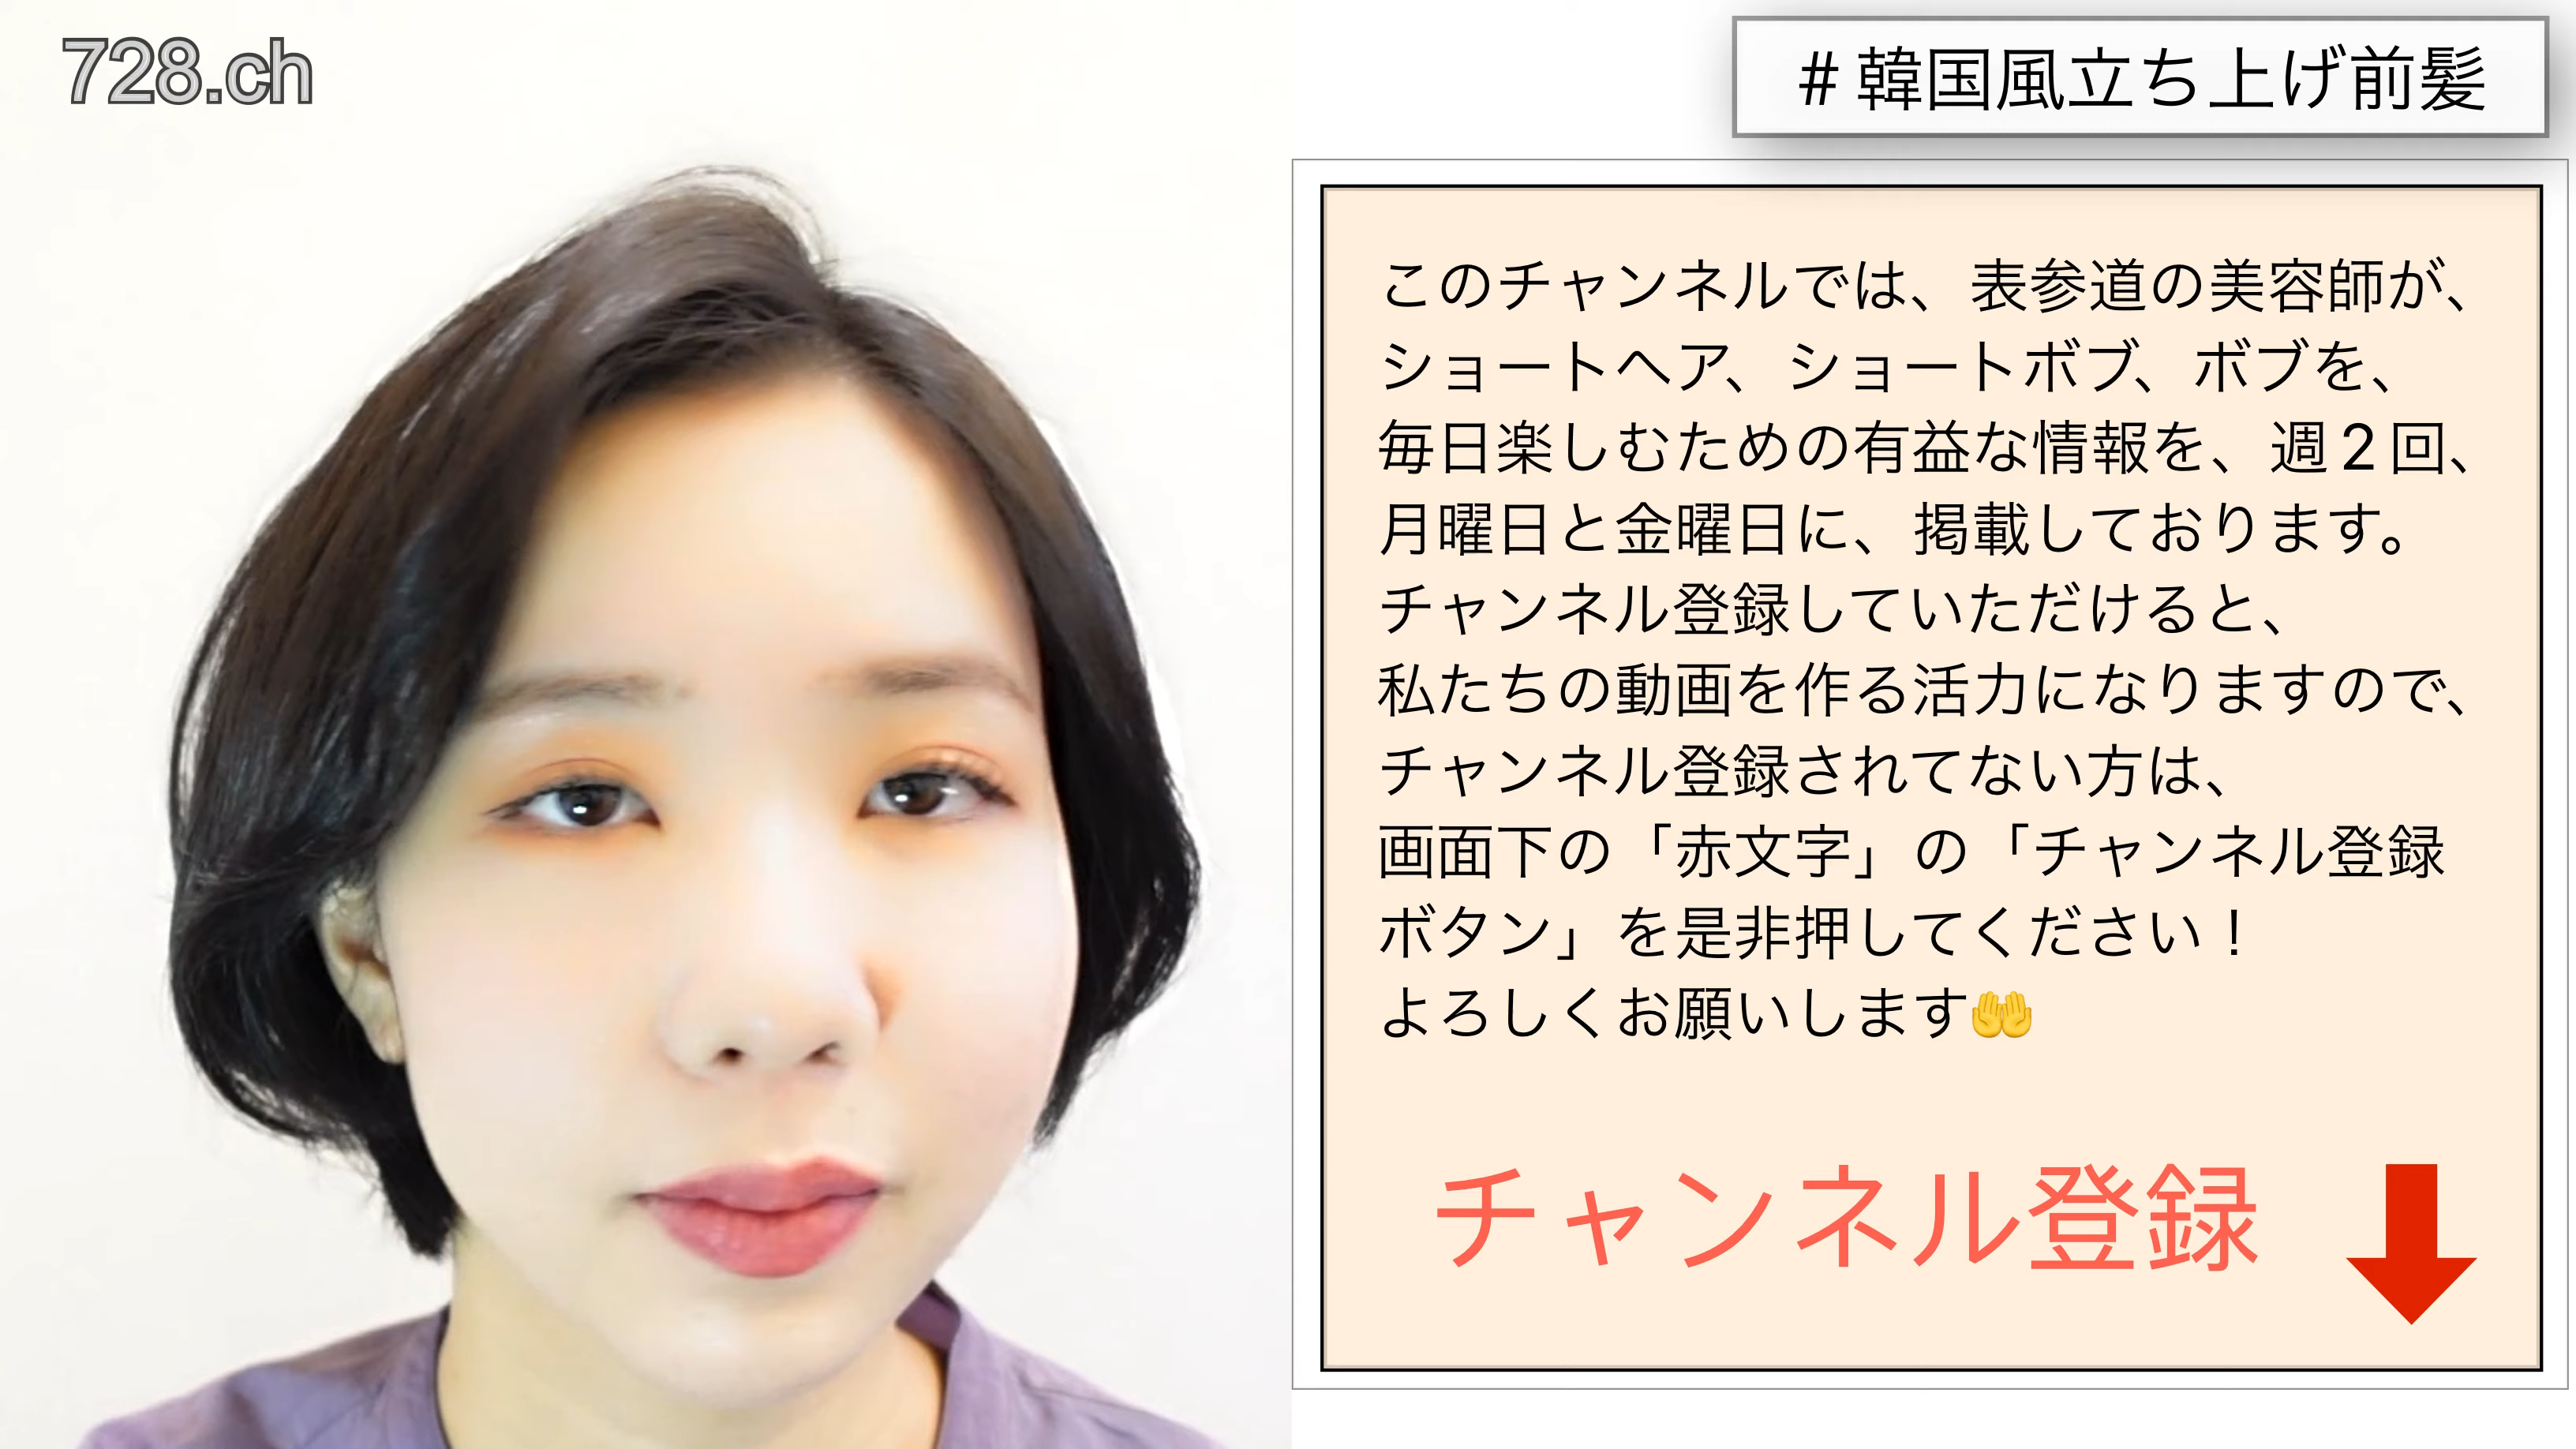 728.ch
#韓国風立ち上げ前髪
このチャンネルでは、表参道の美容師が、
ショートヘア、ショートボブ、ボブを、
毎日楽しむための有益な情報を、週2回、
月曜日と金曜日に、掲載しております。
チャンネル登録していただけると、
私たちの動画を作る活力になりますので、
チャンネル登録されてない方は、
画面下の「赤文字」の「チャンネル登録
ボタン」を是非押してください！
よろしくお願いします🤲
チャンネル登録